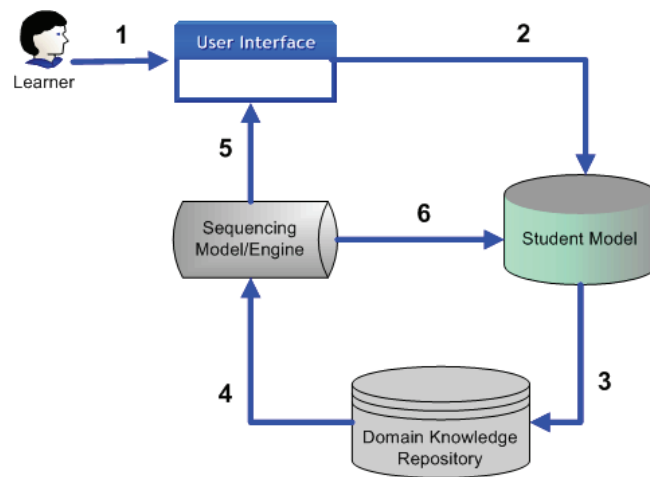 1
User Interface
2
Learner
5
Sequencing
Model/Engine
6
Student Model
4
3
Domain Knowledge
Repository